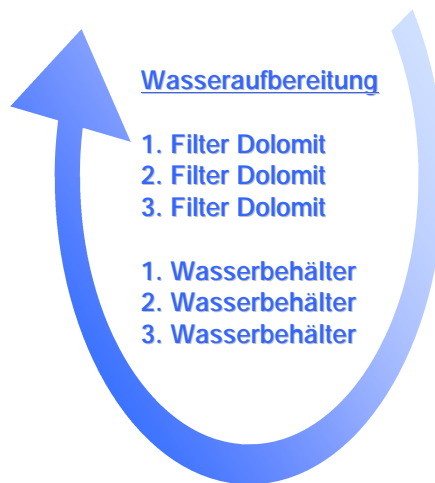 Wasseraufbereitung
1. Filter Dolomit
2. Filter Dolomit
3. Filter Dolomit
1. Wasserbehälter
2. Wasserbehälter
3. Wasserbehälter